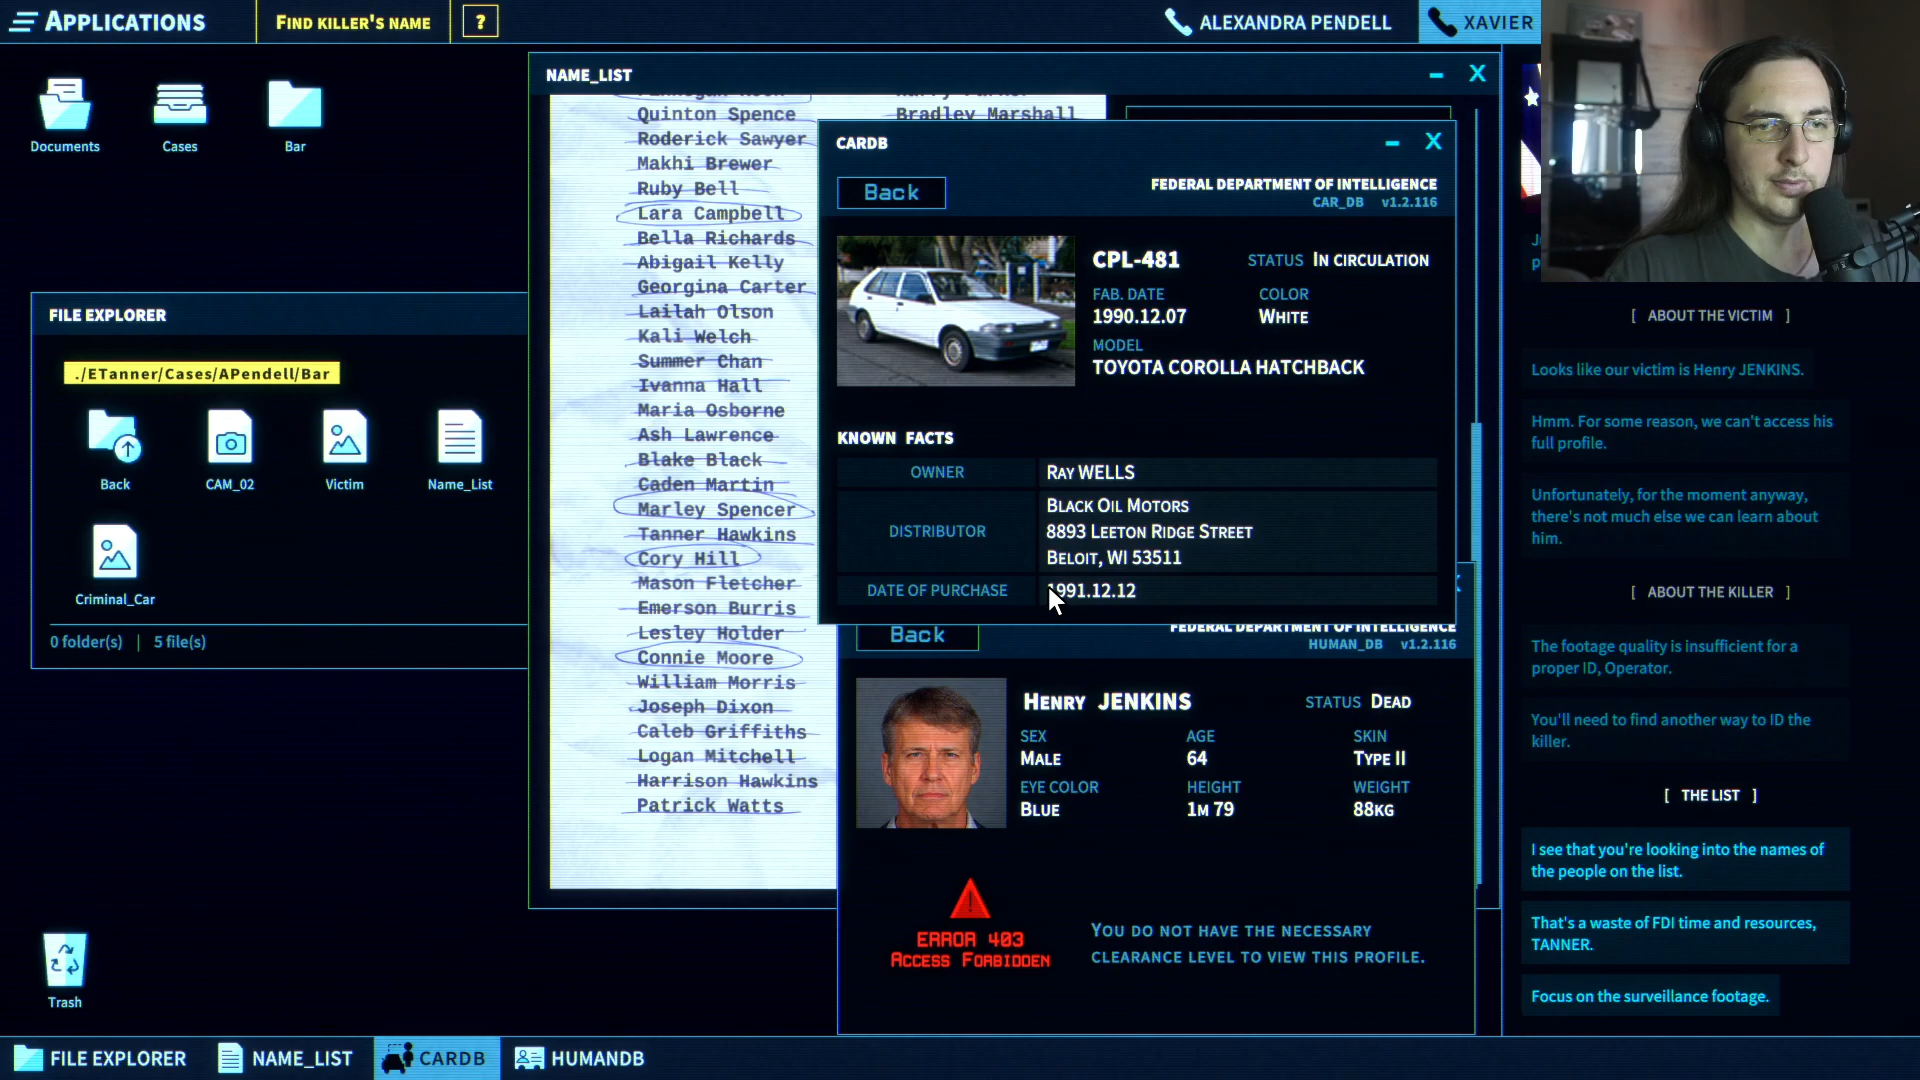 APPLICATIONS
FIND KILLER'S NAME
?
ALEXANDRA PENDELL
XAVIER
Documents
Cases
Bar
NAME_LIST
Quinton Spence
Roderick Sawyer
Makhi Brewer
Ruby Bell
Lara Campbell
Bella Richards
Abigail Kelly
Georgina Carter
Lailah Olson
Kali Welch
Summer Chan
Ivanna Hall
Maria Osborne
Ash Lawrence
Blake Black
Caden Martin
Marley Spencer
Tanner Hawkins
Cory Hill
Mason Fletcher
Emerson Burris
Lesley Holder
Connie Moore
William Morris
Joseph Dixon
Caleb Griffiths
Logan Mitchell
Harrison Hawkins
Patrick Watts
Bradley Marshall
FILE EXPLORER
./ETanner/Cases/APendell/Bar
Back
CAM_02
Victim
Name_List
Criminal_Car
0 folder(s) | 5 file(s)
CARDB
Back
FEDERAL DEPARTMENT OF INTELLIGENCE
CAR_DB v1.2.116
CPL-481
STATUS IN CIRCULATION
FAB. DATE
COLOR
1990.12.07
WHITE
MODEL
TOYOTA COROLLA HATCHBACK
KNOWN FACTS
OWNER
RAY WELLS
DISTRIBUTOR
BLACK OIL MOTORS
8893 LEETON RIDGE STREET
BELOIT, WI 53511
DATE OF PURCHASE
1991.12.12
Back
FEDERAL DEPARTMENT OF INTELLIGENCE
HUMAN_DB v1.2.116
HENRY JENKINS
STATUS DEAD
SEX
AGE
SKIN
MALE
64
TYPE II
EYE COLOR
HEIGHT
WEIGHT
BLUE
1M 79
88KG
ERROR 403
ACCESS FORBIDDEN
YOU DO NOT HAVE THE NECESSARY
CLEARANCE LEVEL TO VIEW THIS PROFILE.
[ ABOUT THE VICTIM ]
Looks like our victim is Henry JENKINS.
Hmm. For some reason, we can't access his
full profile.
Unfortunately, for the moment anyway,
there's not much else we can learn about
him.
[ ABOUT THE KILLER ]
The footage quality is insufficient for a
proper ID, Operator.
You'll need to find another way to ID the
killer.
[ THE LIST ]
I see that you're looking into the names of
the people on the list.
That's a waste of FDI time and resources,
TANNER.
Focus on the surveillance footage.
Trash
FILE EXPLORER
NAME_LIST
CARDB
HUMANDB